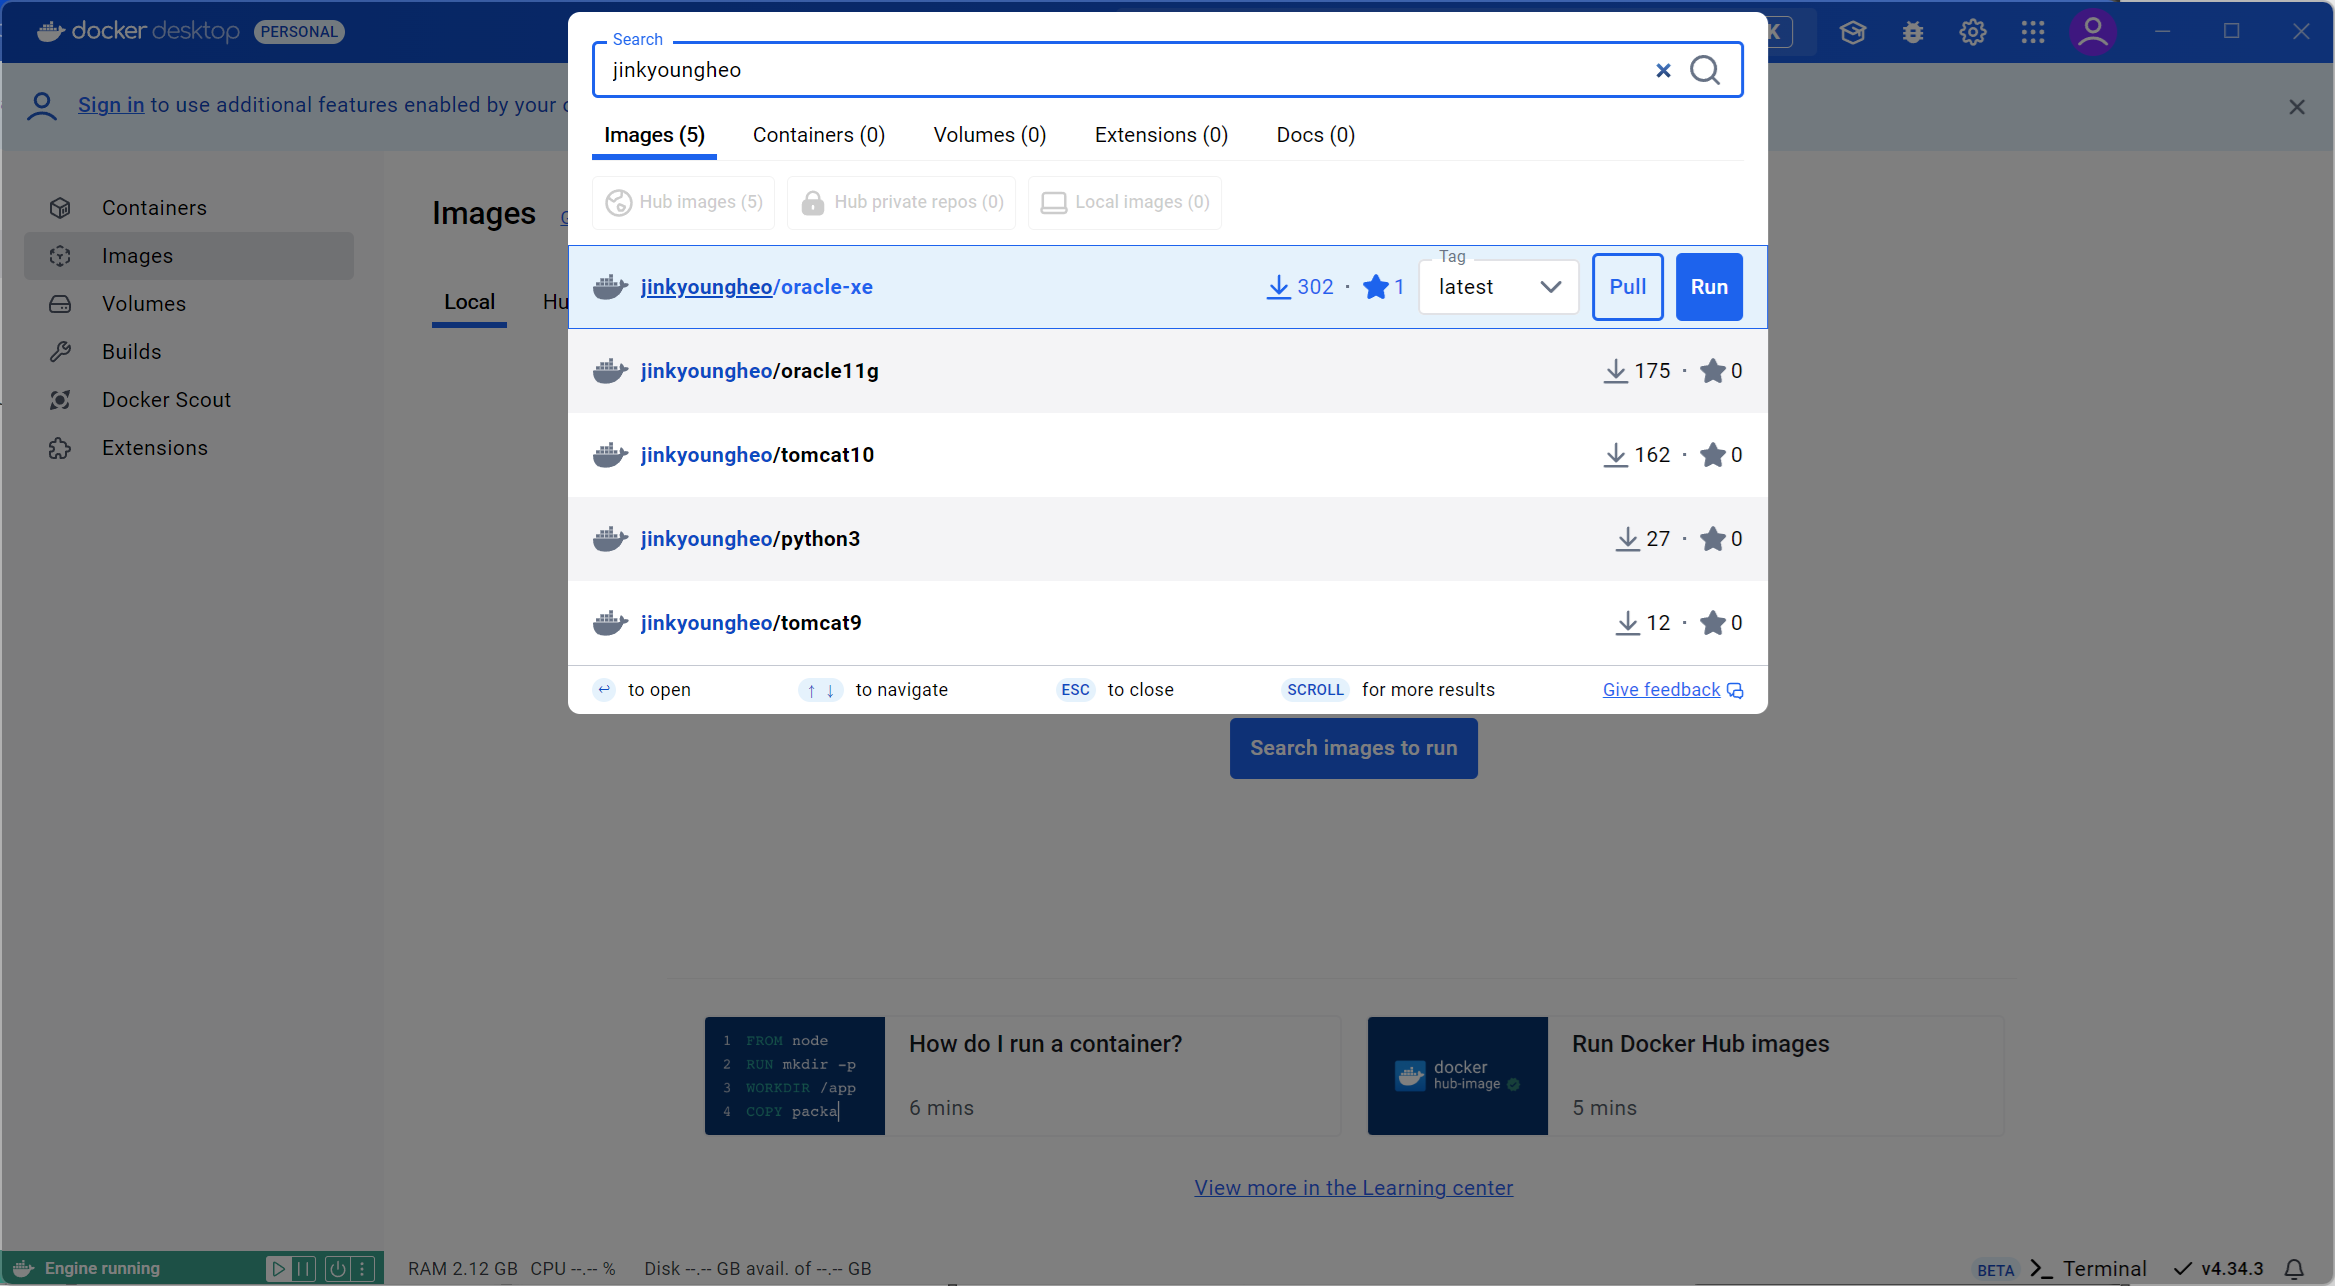 docker desktop PERSONAL
K
Sign in to use additional features enabled by your
Search
jinkyoungheo
Images (5) Containers (0) Volumes (0) Extensions (0) Docs (0)
Hub images (5) Hub private repos (0) Local images (0)
Containers
Images
Volumes
Builds
Docker Scout
Extensions
Images
Local Hu
jinkyoungheo/oracle-xe 302 · 1 Tag latest Pull Run
jinkyoungheo/oracle11g 175 · 0
jinkyoungheo/tomcat10 162 · 0
jinkyoungheo/python3 27 · 0
jinkyoungheo/tomcat9 12 · 0
to open ↑ ↓ to navigate ESC to close SCROLL for more results Give feedback
Search images to run
1 FROM node
2 RUN mkdir -p
3 WORKDIR /app
4 COPY packa
How do I run a container?
6 mins
docker
hub-image
Run Docker Hub images
5 mins
View more in the Learning center
Engine running RAM 2.12 GB CPU --.-- % Disk --.-- GB avail. of --.-- GB BETA >_ Terminal v4.34.3